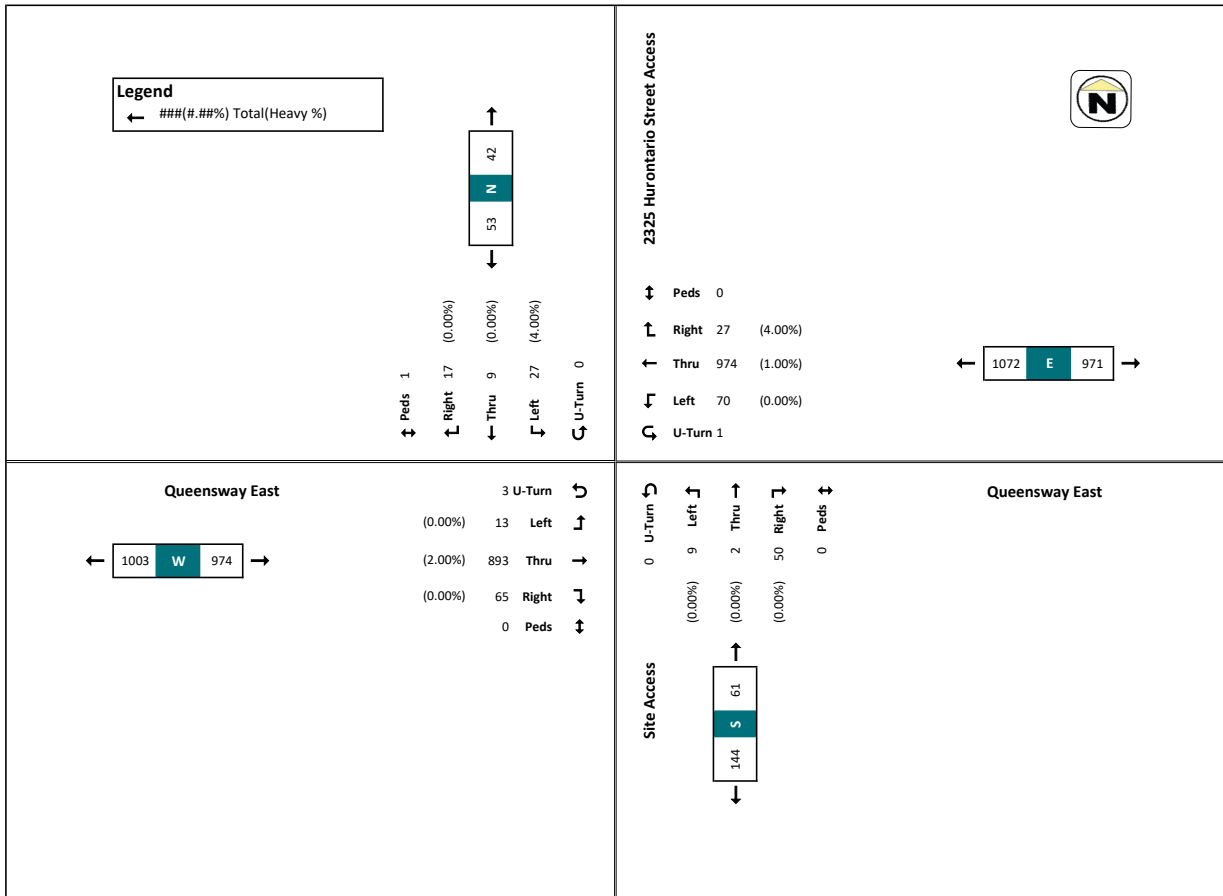 Legend
###(#.##%) Total(Heavy %)
42
N
53
Peds 1
Right 17 (0.00%)
Thru 9 (0.00%)
Left 27 (4.00%)
U-Turn 0
2325 Hurontario Street Access
N
Peds 0
Right 27 (4.00%)
Thru 974 (1.00%)
Left 70 (0.00%)
U-Turn 1
1072 E 971
Queensway East
1003 W 974
3 U-Turn
(0.00%) 13 Left
(2.00%) 893 Thru
(0.00%) 65 Right
0 Peds
0 U-Turn
(0.00%) 9 Left
(0.00%) 2 Thru
(0.00%) 50 Right
0 Peds
Queensway East
Site Access
61
S
144